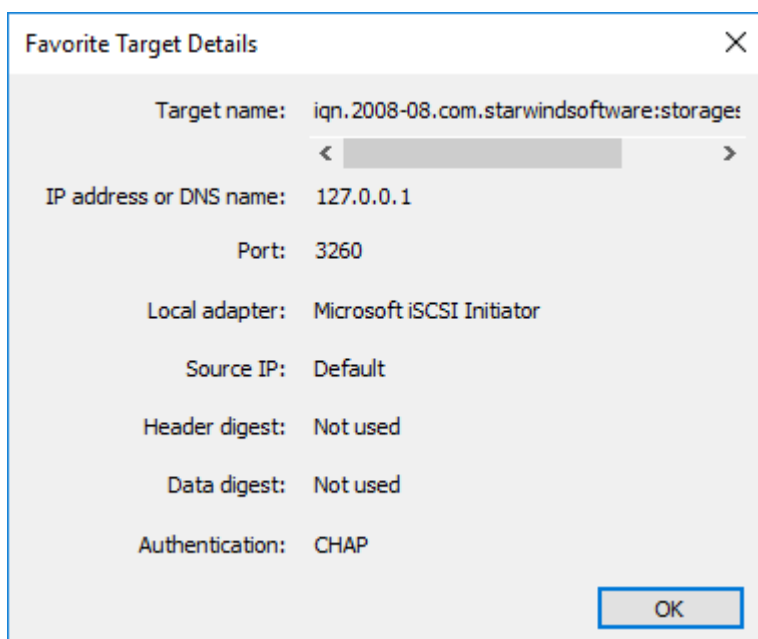 Favorite Target Details
Target name: iqn.2008-08.com.starwindsoftware:storages
IP address or DNS name: 127.0.0.1
Port: 3260
Local adapter: Microsoft iSCSI Initiator
Source IP: Default
Header digest: Not used
Data digest: Not used
Authentication: CHAP
OK